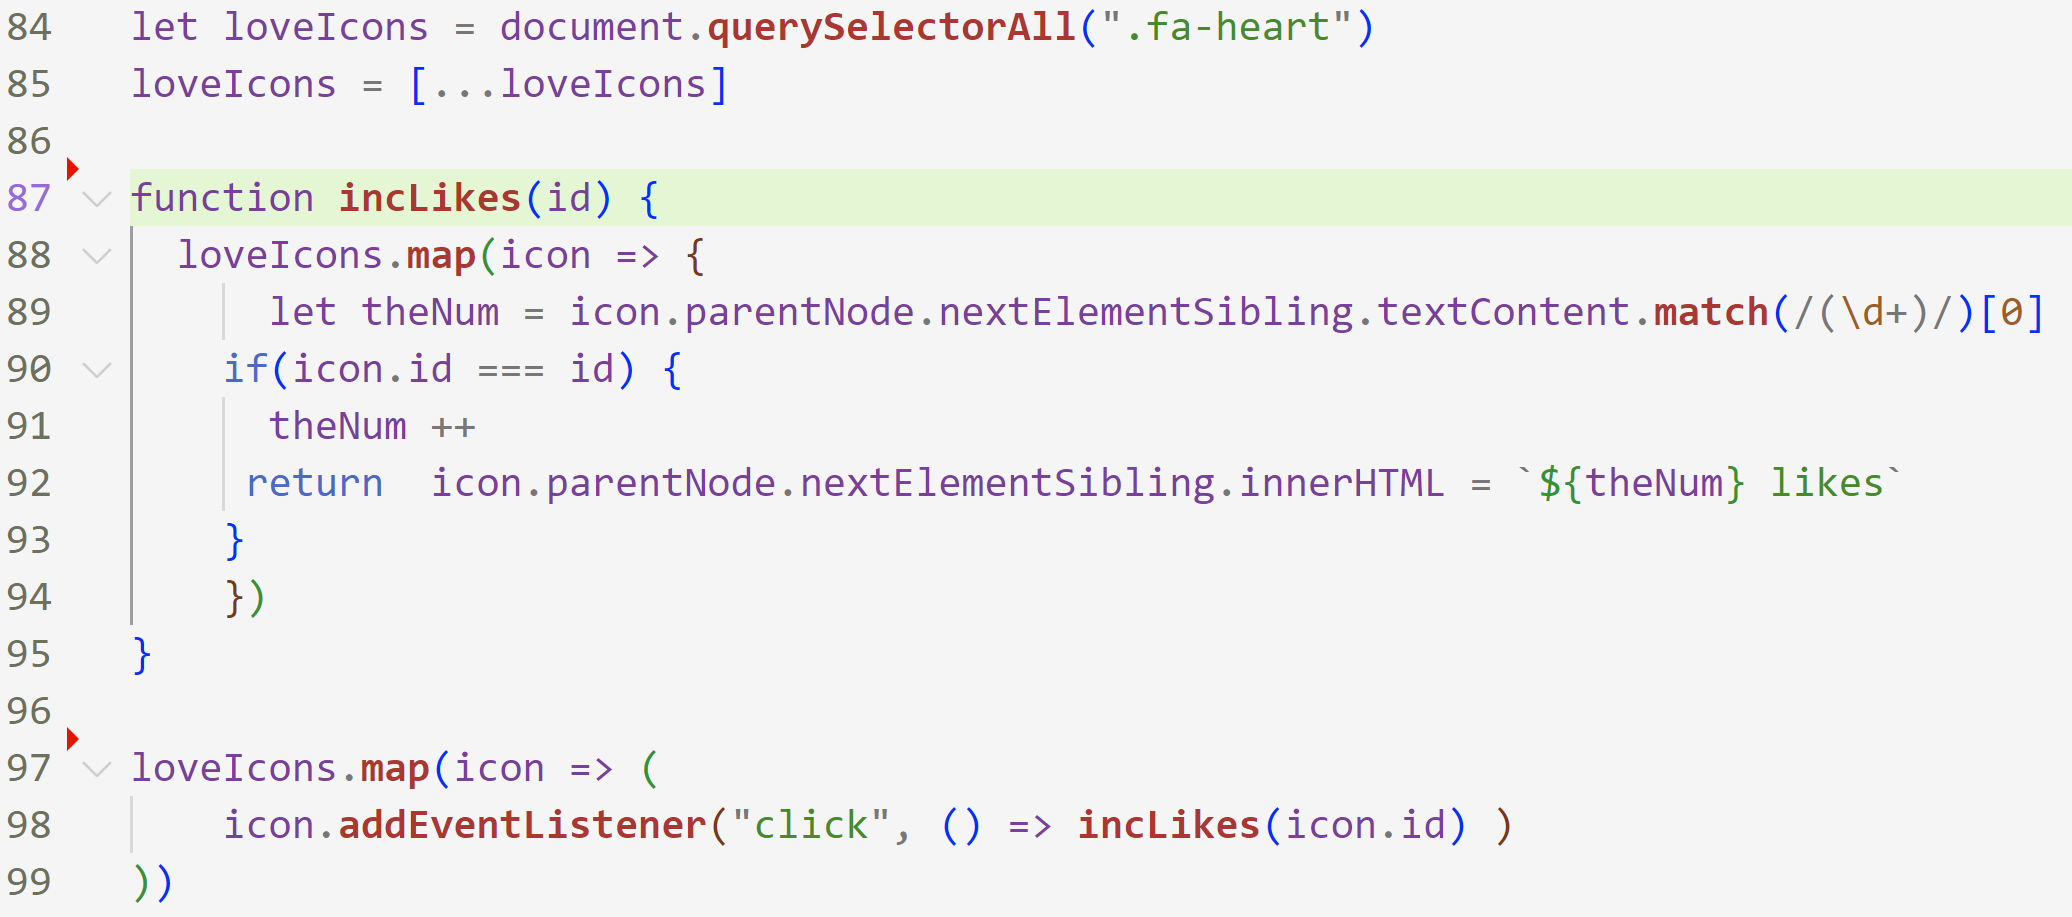 84 let loveIcons = document.querySelectorAll(".fa-heart")
85 loveIcons = [...loveIcons]
86
87 function incLikes(id) {
88   loveIcons.map(icon => {
89       let theNum = icon.parentNode.nextElementSibling.textContent.match(/(\d+)/)[0]
90     if(icon.id === id) {
91       theNum ++
92      return  icon.parentNode.nextElementSibling.innerHTML = `${theNum} likes`
93     }
94     })
95 }
96
97 loveIcons.map(icon => (
98     icon.addEventListener("click", () => incLikes(icon.id) )
99 ))